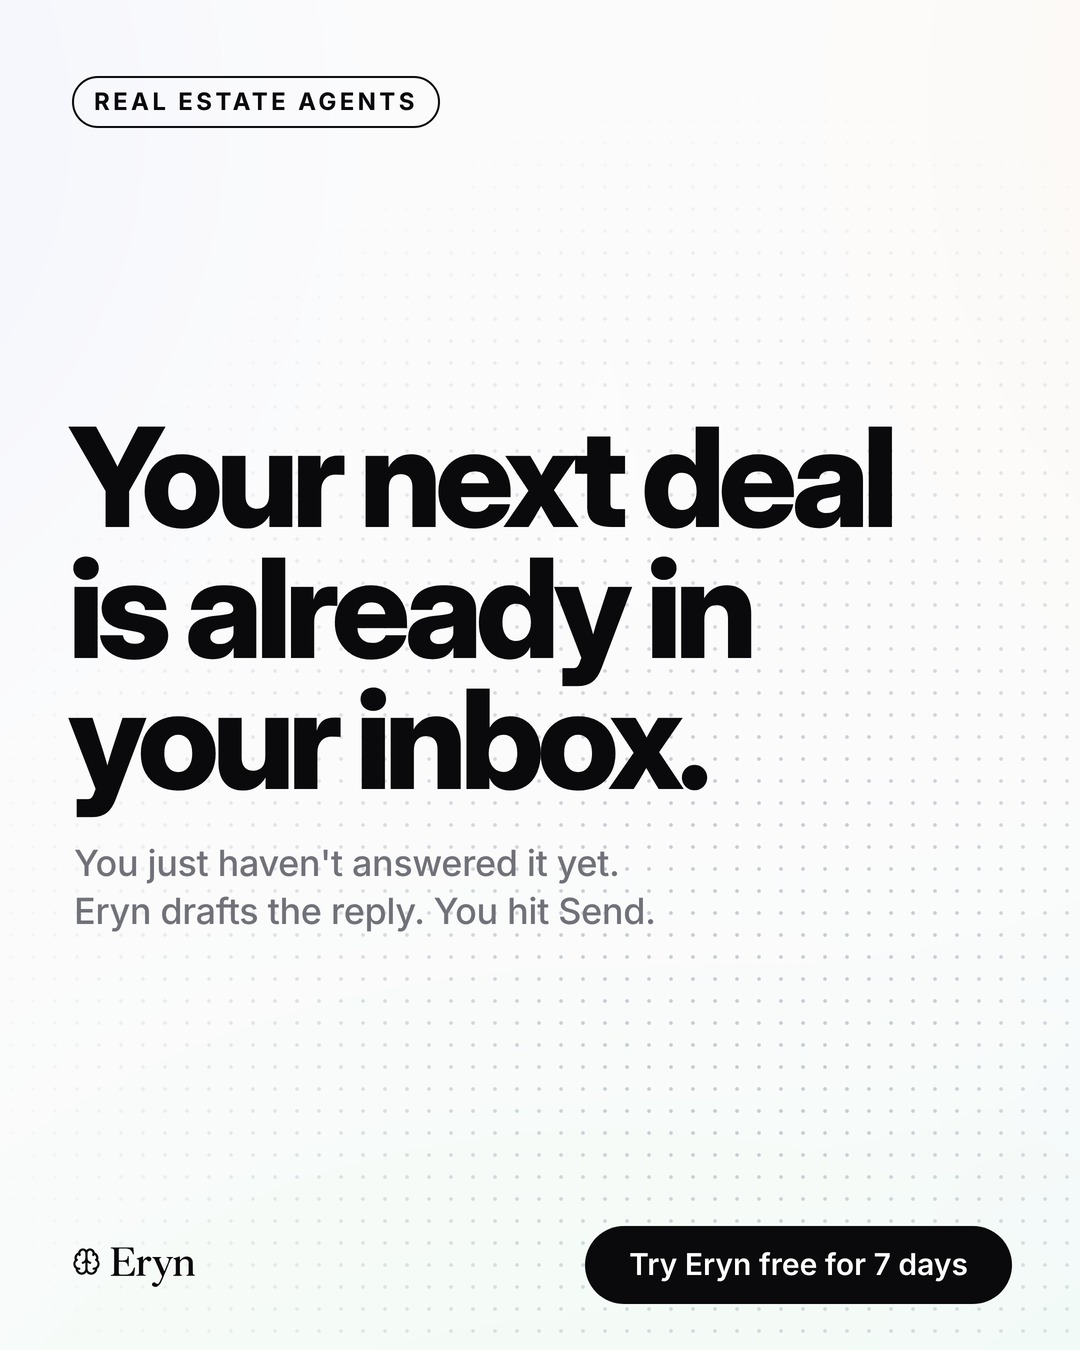 REAL ESTATE AGENTS
Your next deal
is already in
your inbox.
You just haven't answered it yet.
Eryn drafts the reply. You hit Send.
Eryn
Try Eryn free for 7 days